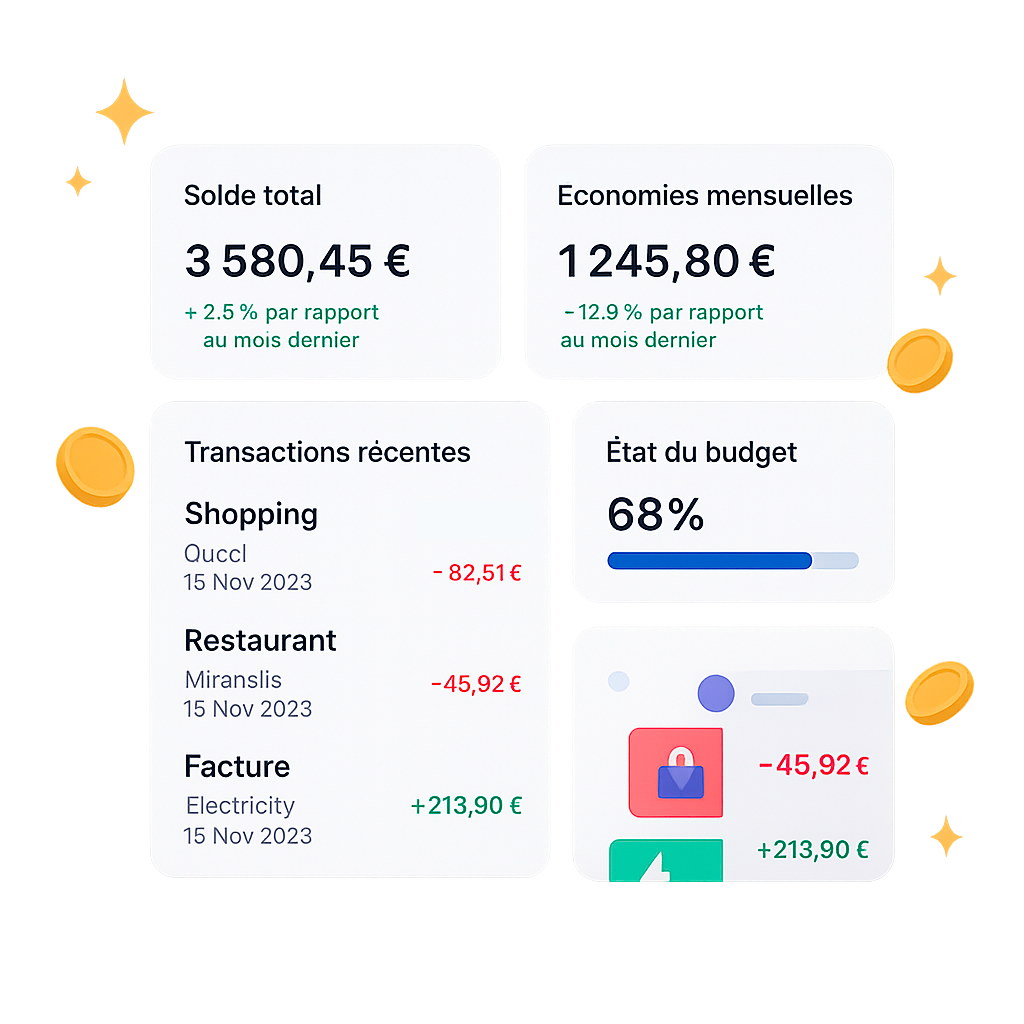 Solde total
3 580,45 €
+ 2.5 % par rapport
au mois dernier
Economies mensuelles
1 245,80 €
-12.9 % par rapport
au mois dernier
Transactions récentes
Shopping
Quccl
15 Nov 2023
- 82,51 €
Restaurant
Miranslis
15 Nov 2023
-45,92 €
Facture
Electricity
15 Nov 2023
+213,90 €
État du budget
68%
-45,92 €
+213,90 €